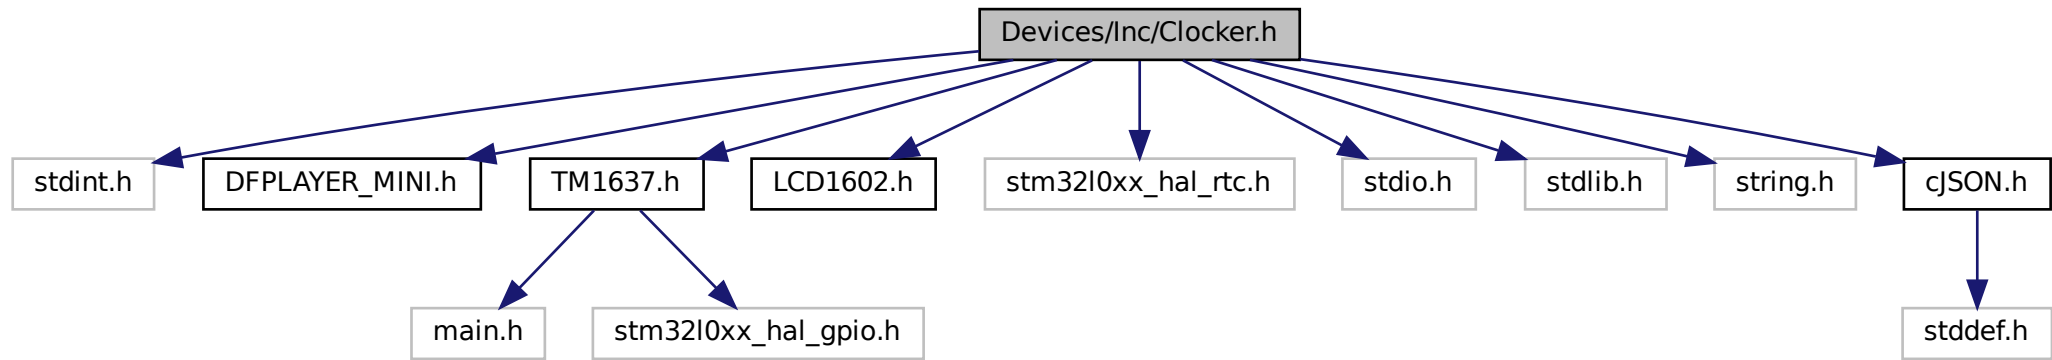 Devices/Inc/Clocker.h
stdint.h
DFPLAYER_MINI.h
TM1637.h
LCD1602.h
stm32l0xx_hal_rtc.h
stdio.h
stdlib.h
string.h
cJSON.h
main.h
stm32l0xx_hal_gpio.h
stddef.h